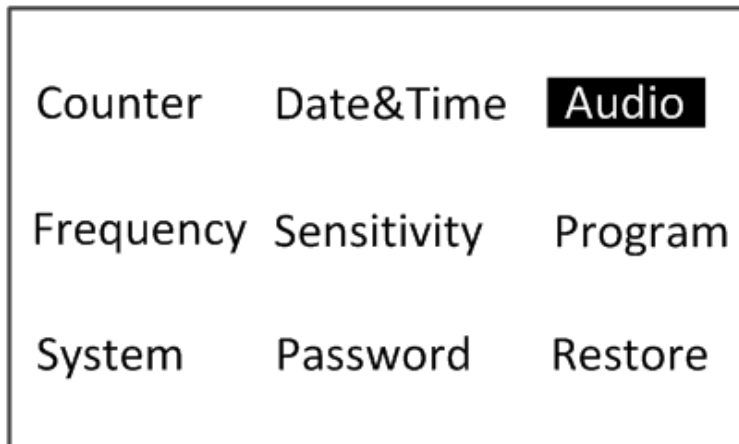 Counter Date&Time Audio
Frequency Sensitivity Program
System Password Restore